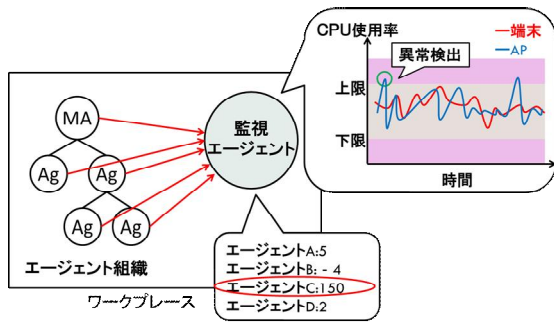 CPU使用率
端末
AP
異常検出
上限
下限
時間
MA
監視
エージェント
Ag
Ag
Ag
Ag
エージェント組織
エージェントA:5
エージェントB:-4
エージェントC:150
エージェントD:2
ワークプレース